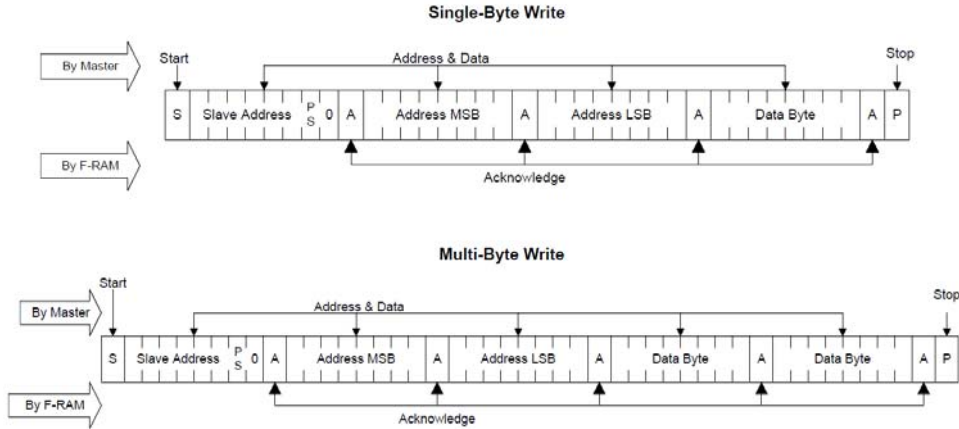 Single-Byte Write
By Master
Start
Address & Data
Stop
S Slave Address PS 0 A Address MSB A Address LSB A Data Byte A P
By F-RAM
Acknowledge
Multi-Byte Write
Start
By Master
Address & Data
Stop
S Slave Address PS 0 A Address MSB A Address LSB A Data Byte A Data Byte A P
By F-RAM
Acknowledge